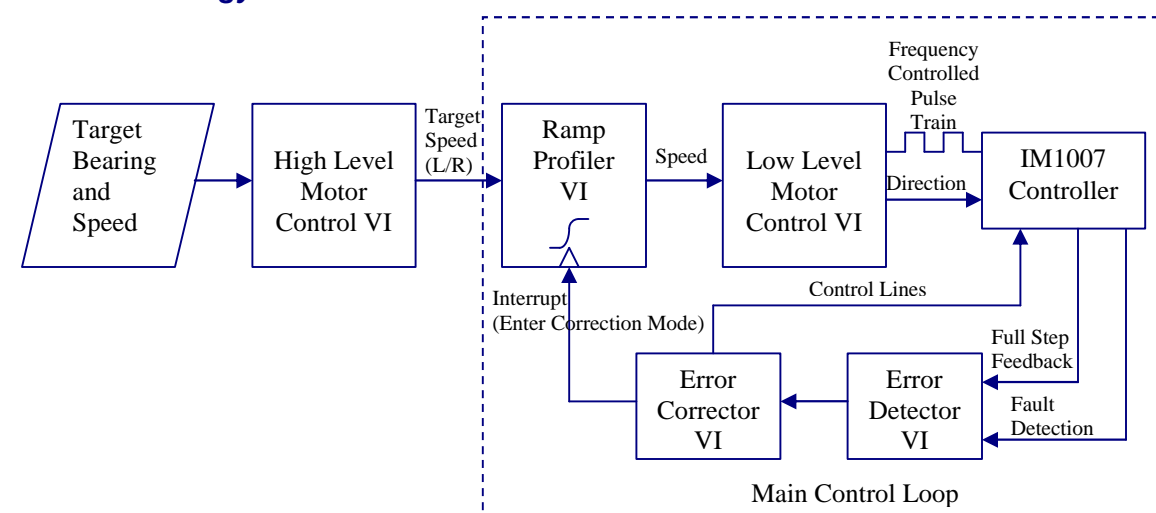 gy
Target
Bearing
and
Speed
High Level
Motor
Control VI
Target
Speed
(L/R)
Ramp
Profiler
VI
Speed
Low Level
Motor
Control VI
Frequency
Controlled
Pulse
Train
Direction
IM1007
Controller
Interrupt
(Enter Correction Mode)
Control Lines
Full Step
Feedback
Fault
Detection
Error
Corrector
VI
Error
Detector
VI
Main Control Loop